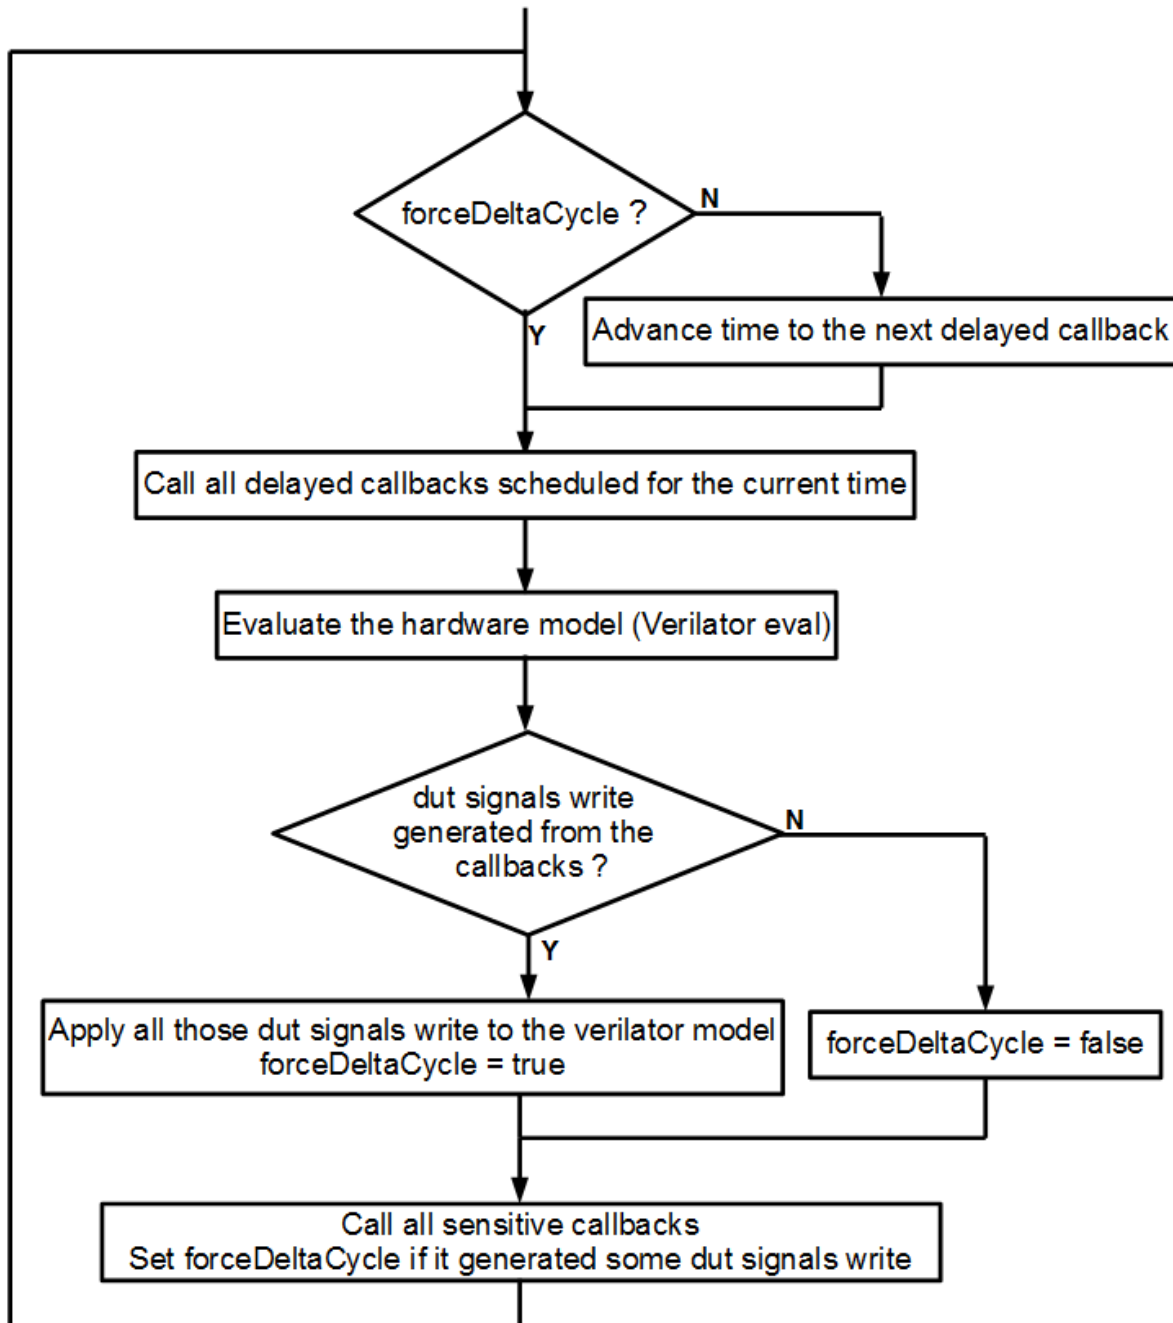 forceDeltaCycle ?
N
Advance time to the next delayed callback
Y
Call all delayed callbacks scheduled for the current time
Evaluate the hardware model (Verilator eval)
dut signals write
generated from the
callbacks ?
N
Y
Apply all those dut signals write to the verilator model
forceDeltaCycle = true
forceDeltaCycle = false
Call all sensitive callbacks
Set forceDeltaCycle if it generated some dut signals write